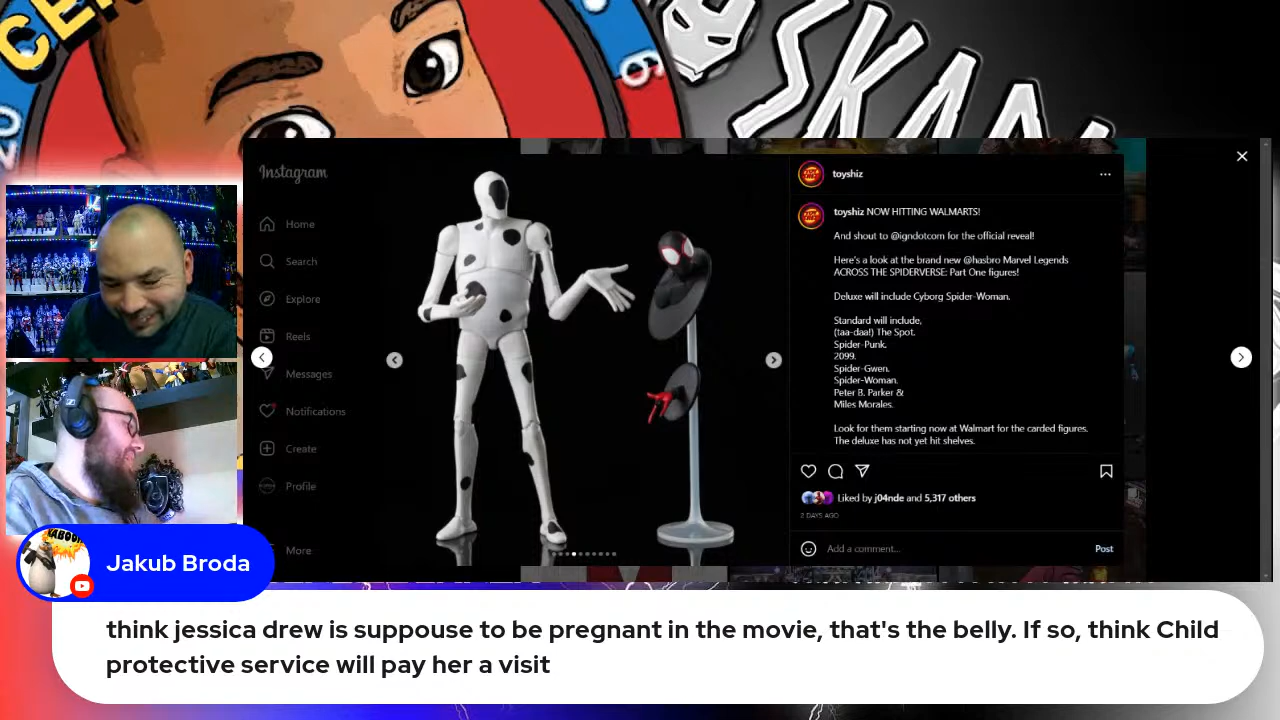 CEN
SKAN
Instagram
Home
Search
Explore
Reels
Messages
Notifications
Create
Profile
More
toyshiz
toyshiz NOW HITTING WALMARTS!
And shout to @igndotcom for the official reveal!
Here's a look at the brand new @hasbro Marvel Legends
ACROSS THE SPIDERVERSE: Part One figures!
Deluxe will include Cyborg Spider-Woman.
Standard will include,
(taa-daa!) The Spot.
Spider-Punk.
2099.
Spider-Gwen.
Spider-Woman.
Peter B. Parker &
Miles Morales.
Look for them starting now at Walmart for the carded figures.
The deluxe has not yet hit shelves.
Liked by j04nde and 5,317 others
2 DAYS AGO
Add a comment...
Post
KABOOM
Jakub Broda
think jessica drew is suppouse to be pregnant in the movie, that's the belly. If so, think Child
protective service will pay her a visit